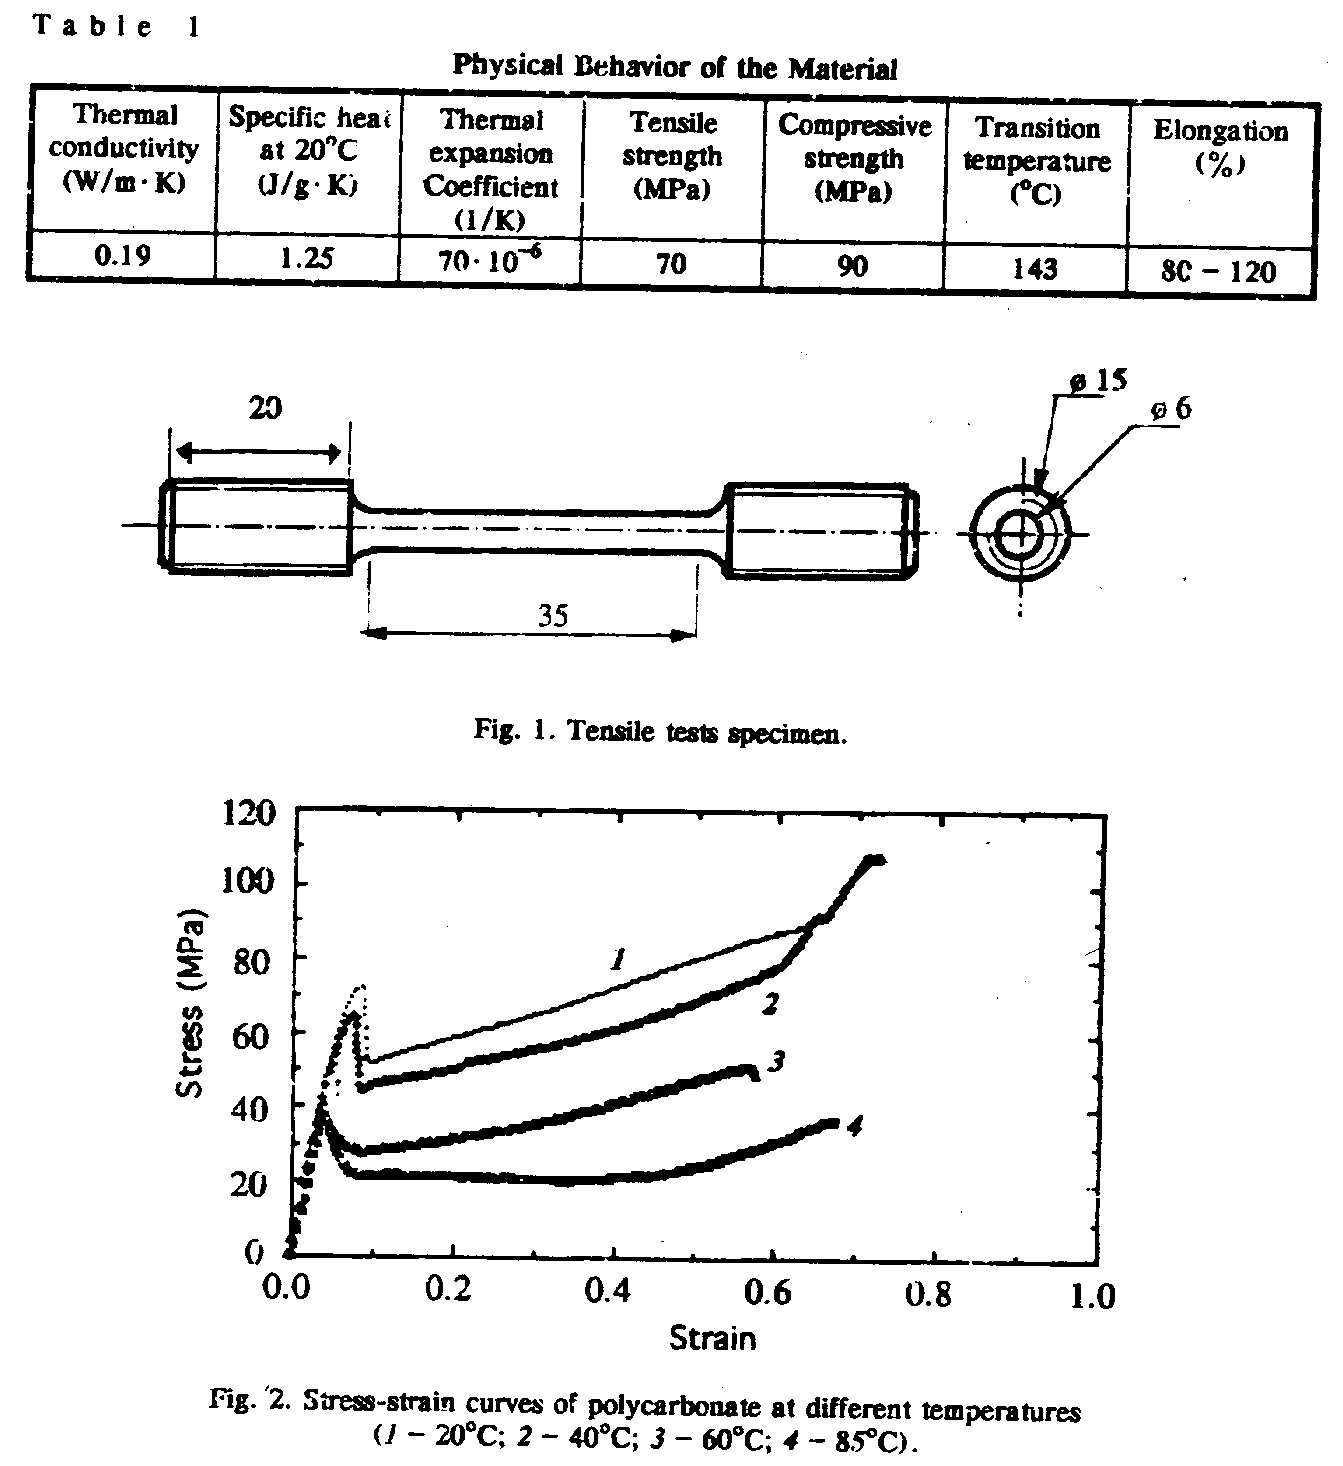 Table 1
Physical Behavior of the Material
Thermal conductivity (W/m · K)
Specific heat at 20°C (J/g · K)
Thermal expansion Coefficient (1/K)
Tensile strength (MPa)
Compressive strength (MPa)
Transition temperature (°C)
Elongation (%)
0.19
1.25
70· 10⁻⁶
70
90
143
80 – 120
20
ø 15
ø 6
35
Fig. 1. Tensile tests specimen.
120
100
80
60
40
20
0
Stress (MPa)
1
2
3
4
0.0
0.2
0.4
0.6
0.8
1.0
Strain
Fig. 2. Stress-strain curves of polycarbonate at different temperatures
(1 – 20°C; 2 – 40°C; 3 – 60°C; 4 – 85°C).